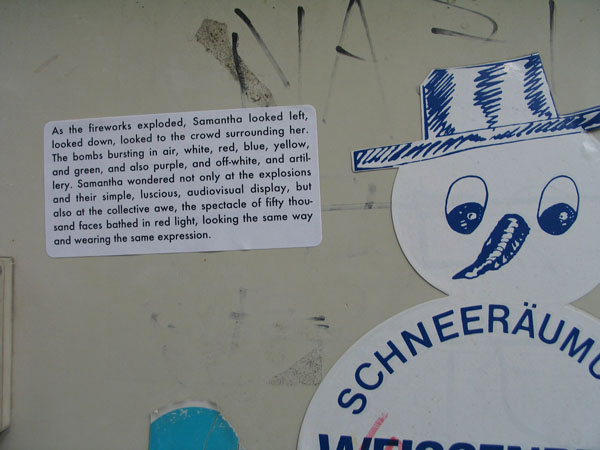 As the fireworks exploded, Samantha looked left,
looked down, looked to the crowd surrounding her.
The bombs bursting in air, white, red, blue, yellow,
and green, and also purple, and off-white, and artil-
lery. Samantha wondered not only at the explosions
and their simple, luscious, audiovisual display, but
also at the collective awe, the spectacle of fifty thou-
sand faces bathed in red light, looking the same way
and wearing the same expression.
SCHNEERÄUMU